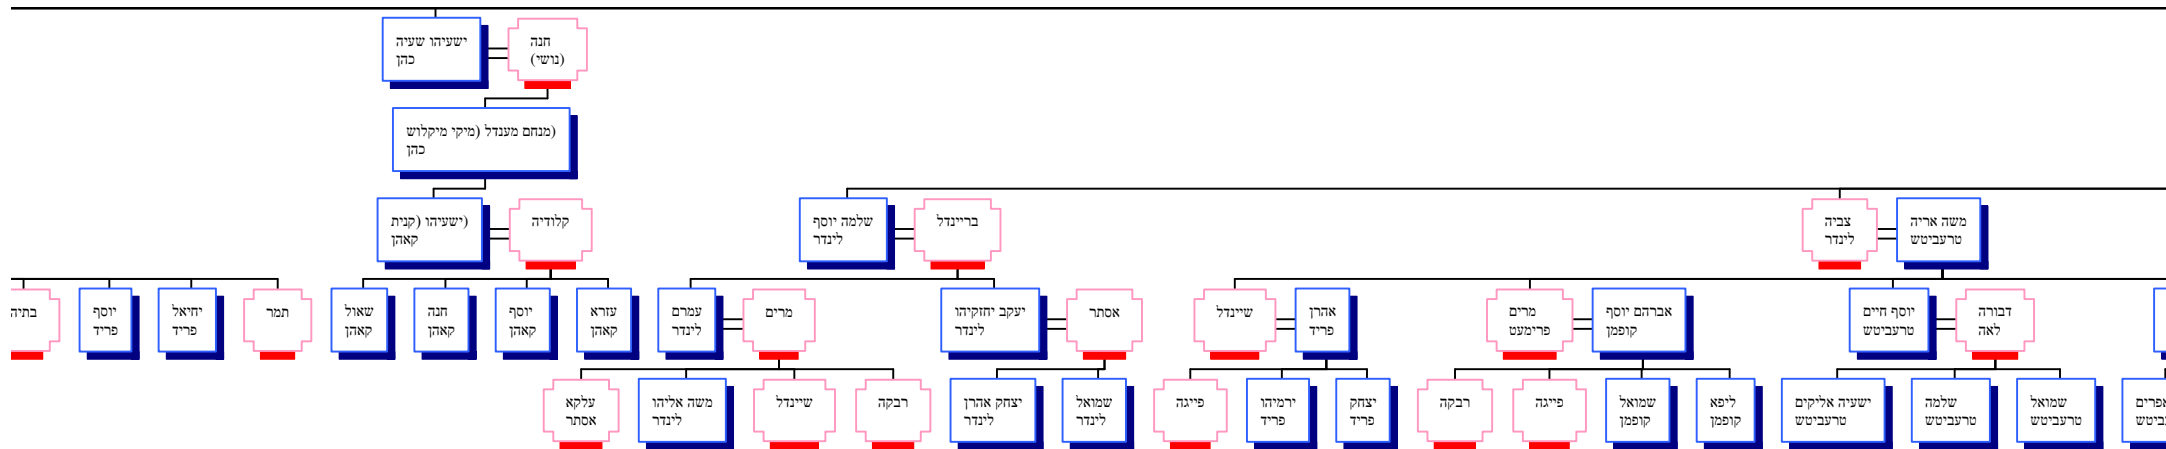 ישעיהו שעיה
כהן
חנה
(נושי)
(מנחם מענדל (מיקי מיקלוש
כהן
(ישעיהו (קנית
קאהן
קלודיה
שלמה יוסף
לינדר
בריינדל
צביה
לינדר
משה אריה
טרעביטש
בתיה
יוסף
פריד
יחיאל
פריד
תמר
שאול
קאהן
חנה
קאהן
יוסף
קאהן
עזרא
קאהן
עמרם
לינדר
מרים
יעקב יחזקיהו
לינדר
אסתר
שיינדל
אהרן
פריד
מרים
פרימעט
אברהם יוסף
קופמן
יוסף חיים
טרעביטש
דבורה
לאה
עלקא
אסתר
משה אליהו
לינדר
שיינדל
רבקה
יצחק אהרן
לינדר
שמואל
לינדר
פייגה
ירמיהו
פריד
יצחק
פריד
רבקה
פייגה
שמואל
קופמן
ליפא
קופמן
ישעיה אליקים
טרעביטש
שלמה
טרעביטש
שמואל
טרעביטש
אפרים